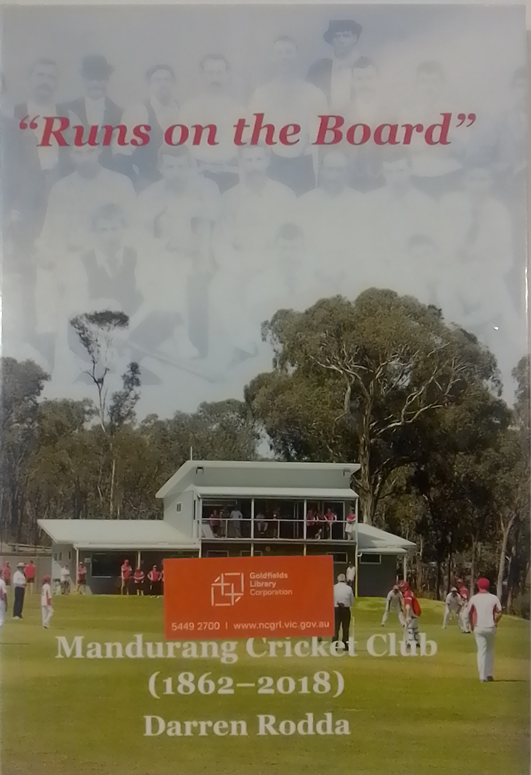 “Runs on the Board”
Goldfields
Library
Corporation
5449 2700 | www.ncgrl.vic.gov.au
Mandurang Cricket Club
(1862–2018)
Darren Rodda